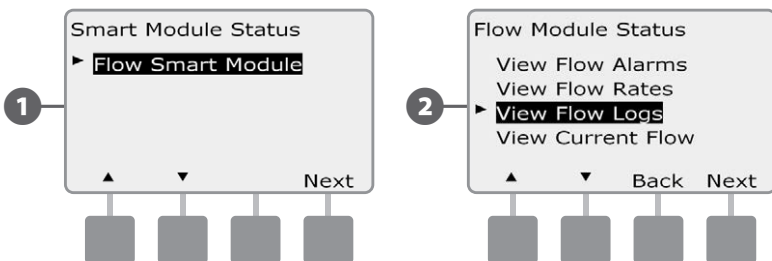 1
Smart Module Status
► Flow Smart Module
▲ ▼ Next
2
Flow Module Status
View Flow Alarms
View Flow Rates
► View Flow Logs
View Current Flow
▲ ▼ Back Next